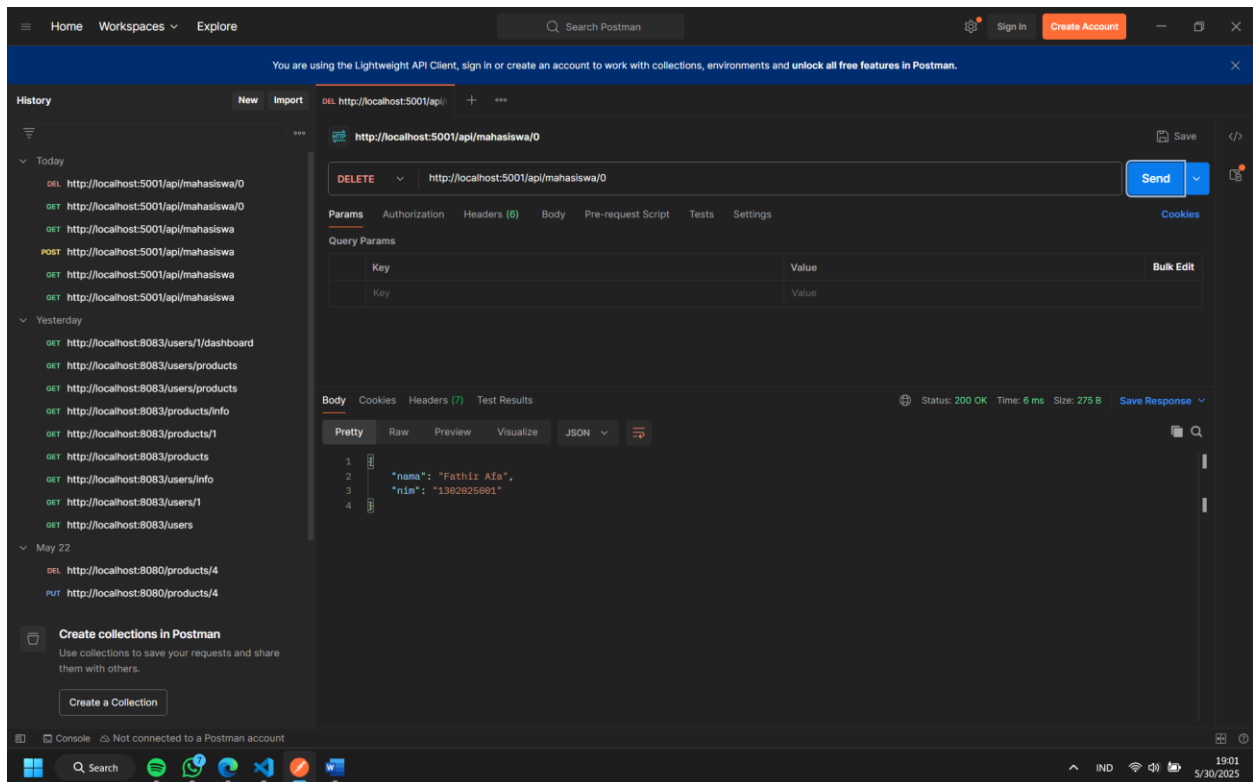 Home Workspaces Explore Search Postman Sign In Create Account
You are using the Lightweight API Client, sign in or create an account to work with collections, environments and unlock all free features in Postman.
History New Import DEL http://localhost:5001/api/
HTTP http://localhost:5001/api/mahasiswa/0 Save
Today
DEL http://localhost:5001/api/mahasiswa/0
GET http://localhost:5001/api/mahasiswa/0
GET http://localhost:5001/api/mahasiswa
POST http://localhost:5001/api/mahasiswa
GET http://localhost:5001/api/mahasiswa
GET http://localhost:5001/api/mahasiswa
Yesterday
GET http://localhost:8083/users/1/dashboard
GET http://localhost:8083/users/products
GET http://localhost:8083/users/products
GET http://localhost:8083/products/info
GET http://localhost:8083/products/1
GET http://localhost:8083/products
GET http://localhost:8083/users/info
GET http://localhost:8083/users/1
GET http://localhost:8083/users
May 22
DEL http://localhost:8080/products/4
PUT http://localhost:8080/products/4
Create collections in Postman
Use collections to save your requests and share
them with others.
Create a Collection
DELETE http://localhost:5001/api/mahasiswa/0 Send
Params Authorization Headers (6) Body Pre-request Script Tests Settings Cookies
Query Params
Key Value Bulk Edit
Key Value
Body Cookies Headers (7) Test Results Status: 200 OK Time: 6 ms Size: 275 B Save Response
Pretty Raw Preview Visualize JSON
1 {
2 "nama": "Fathir Afa",
3 "nim": "1302025001"
4 }
Console Not connected to a Postman account
Search 7 IND 19:01
5/30/2025